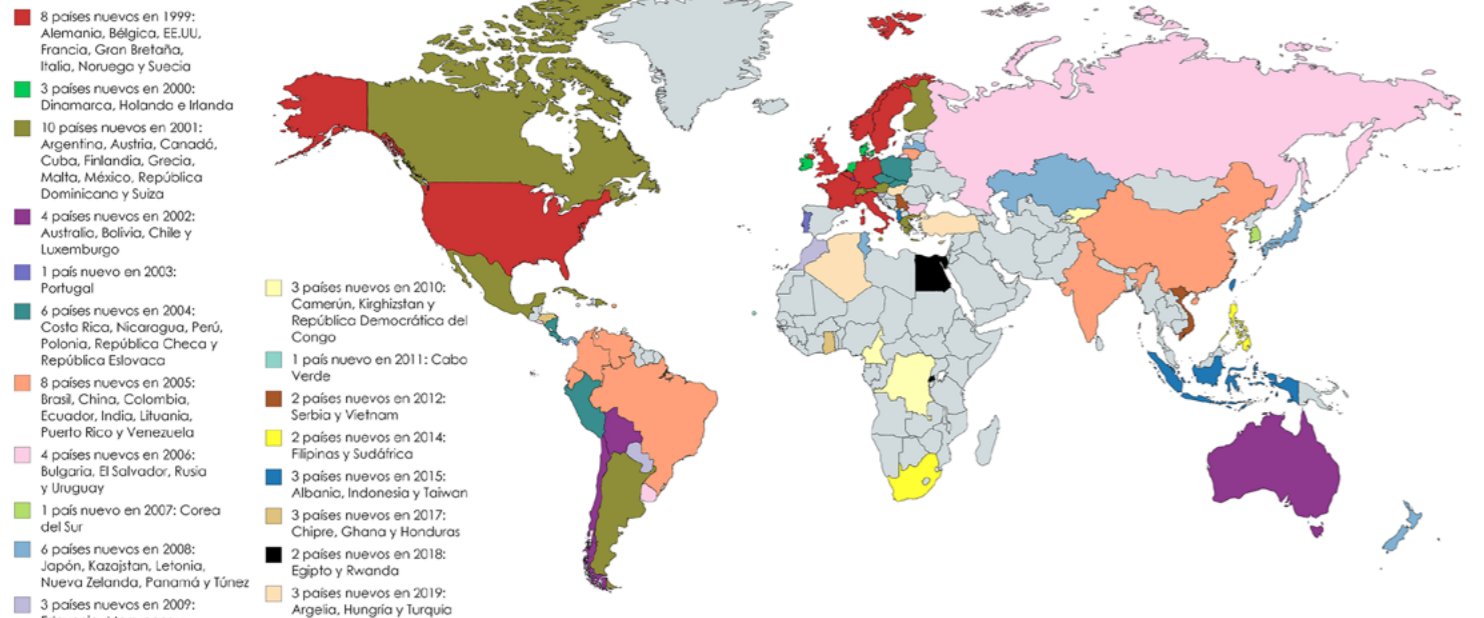 8 países nuevos en 1999:
Alemania, Bélgica, EE.UU,
Francia, Gran Bretaña,
Italia, Noruega y Suecia
3 países nuevos en 2000:
Dinamarca, Holanda e Irlanda
10 países nuevos en 2001:
Argentina, Austria, Canadá,
Cuba, Finlandia, Grecia,
Malta, México, República
Dominicana y Suiza
4 países nuevos en 2002:
Australia, Bolivia, Chile y
Luxemburgo
1 país nuevo en 2003:
Portugal
6 países nuevos en 2004:
Costa Rica, Nicaragua, Perú,
Polonia, República Checa y
República Eslovaca
8 países nuevos en 2005:
Brasil, China, Colombia,
Ecuador, India, Lituania,
Puerto Rico y Venezuela
4 países nuevos en 2006:
Bulgaria, El Salvador, Rusia
y Uruguay
1 país nuevo en 2007: Corea
del Sur
6 países nuevos en 2008:
Japón, Kazajstan, Letonia,
Nueva Zelanda, Panamá y Túnez
3 países nuevos en 2009:
3 países nuevos en 2010:
Camerún, Kirghizstan y
República Democrática del
Congo
1 país nuevo en 2011: Cabo
Verde
2 países nuevos en 2012:
Serbia y Vietnam
2 países nuevos en 2014:
Filipinas y Sudáfrica
3 países nuevos en 2015:
Albania, Indonesia y Taiwan
3 países nuevos en 2017:
Chipre, Ghana y Honduras
2 países nuevos en 2018:
Egipto y Rwanda
3 países nuevos en 2019:
Argelia, Hungría y Turquía